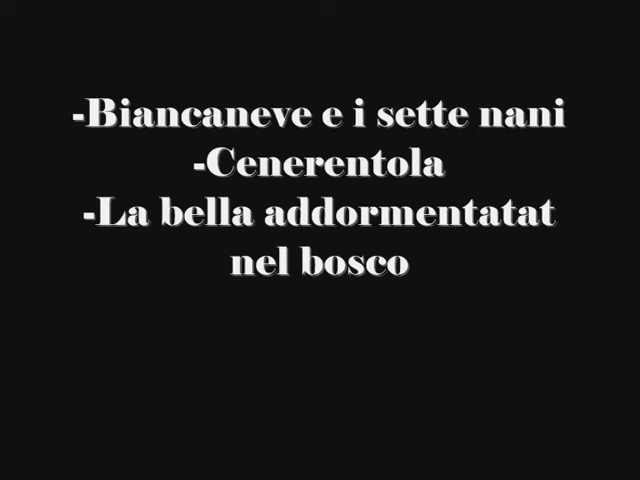 -Biancaneve e i sette nani
-Cenerentola
-La bella addormentatat
nel bosco